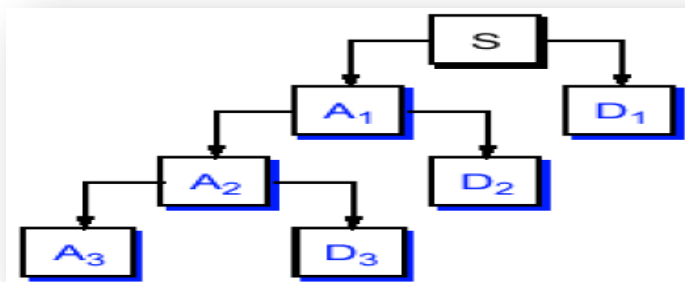 S
A₁ D₁
A₂ D₂
A₃ D₃